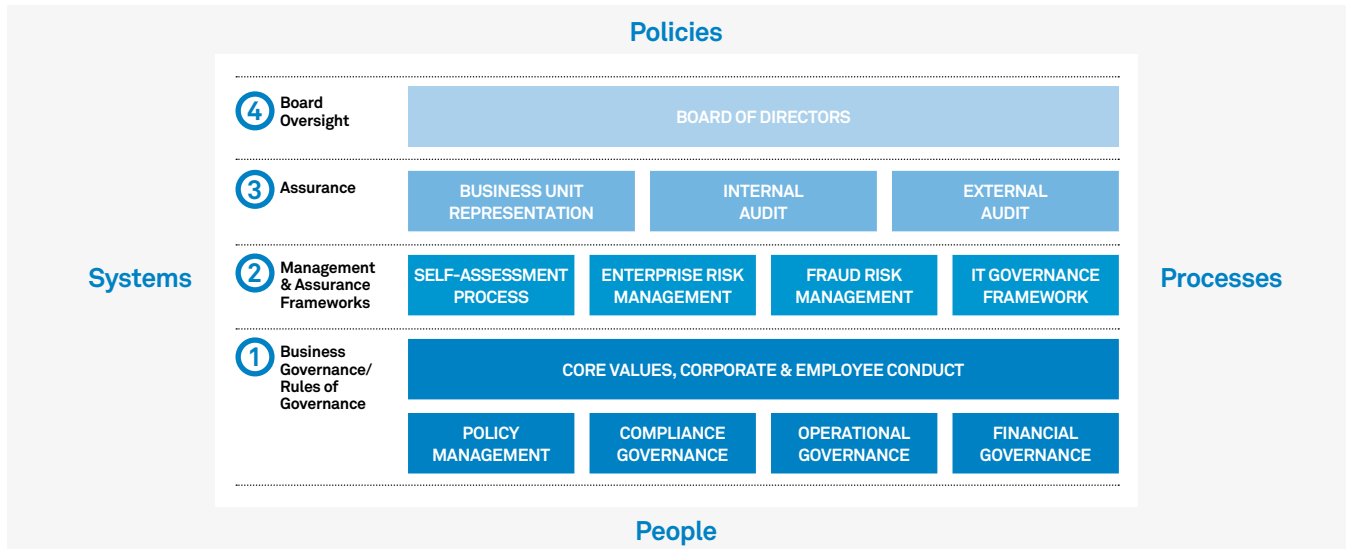 Policies
4
Board
Oversight
BOARD OF DIRECTORS
3
Assurance
BUSINESS UNIT
REPRESENTATION
INTERNAL
AUDIT
EXTERNAL
AUDIT
Systems
2
Management
& Assurance
Frameworks
SELF-ASSESSMENT
PROCESS
ENTERPRISE RISK
MANAGEMENT
FRAUD RISK
MANAGEMENT
IT GOVERNANCE
FRAMEWORK
Processes
1
Business
Governance/
Rules of
Governance
CORE VALUES, CORPORATE & EMPLOYEE CONDUCT
POLICY
MANAGEMENT
COMPLIANCE
GOVERNANCE
OPERATIONAL
GOVERNANCE
FINANCIAL
GOVERNANCE
People